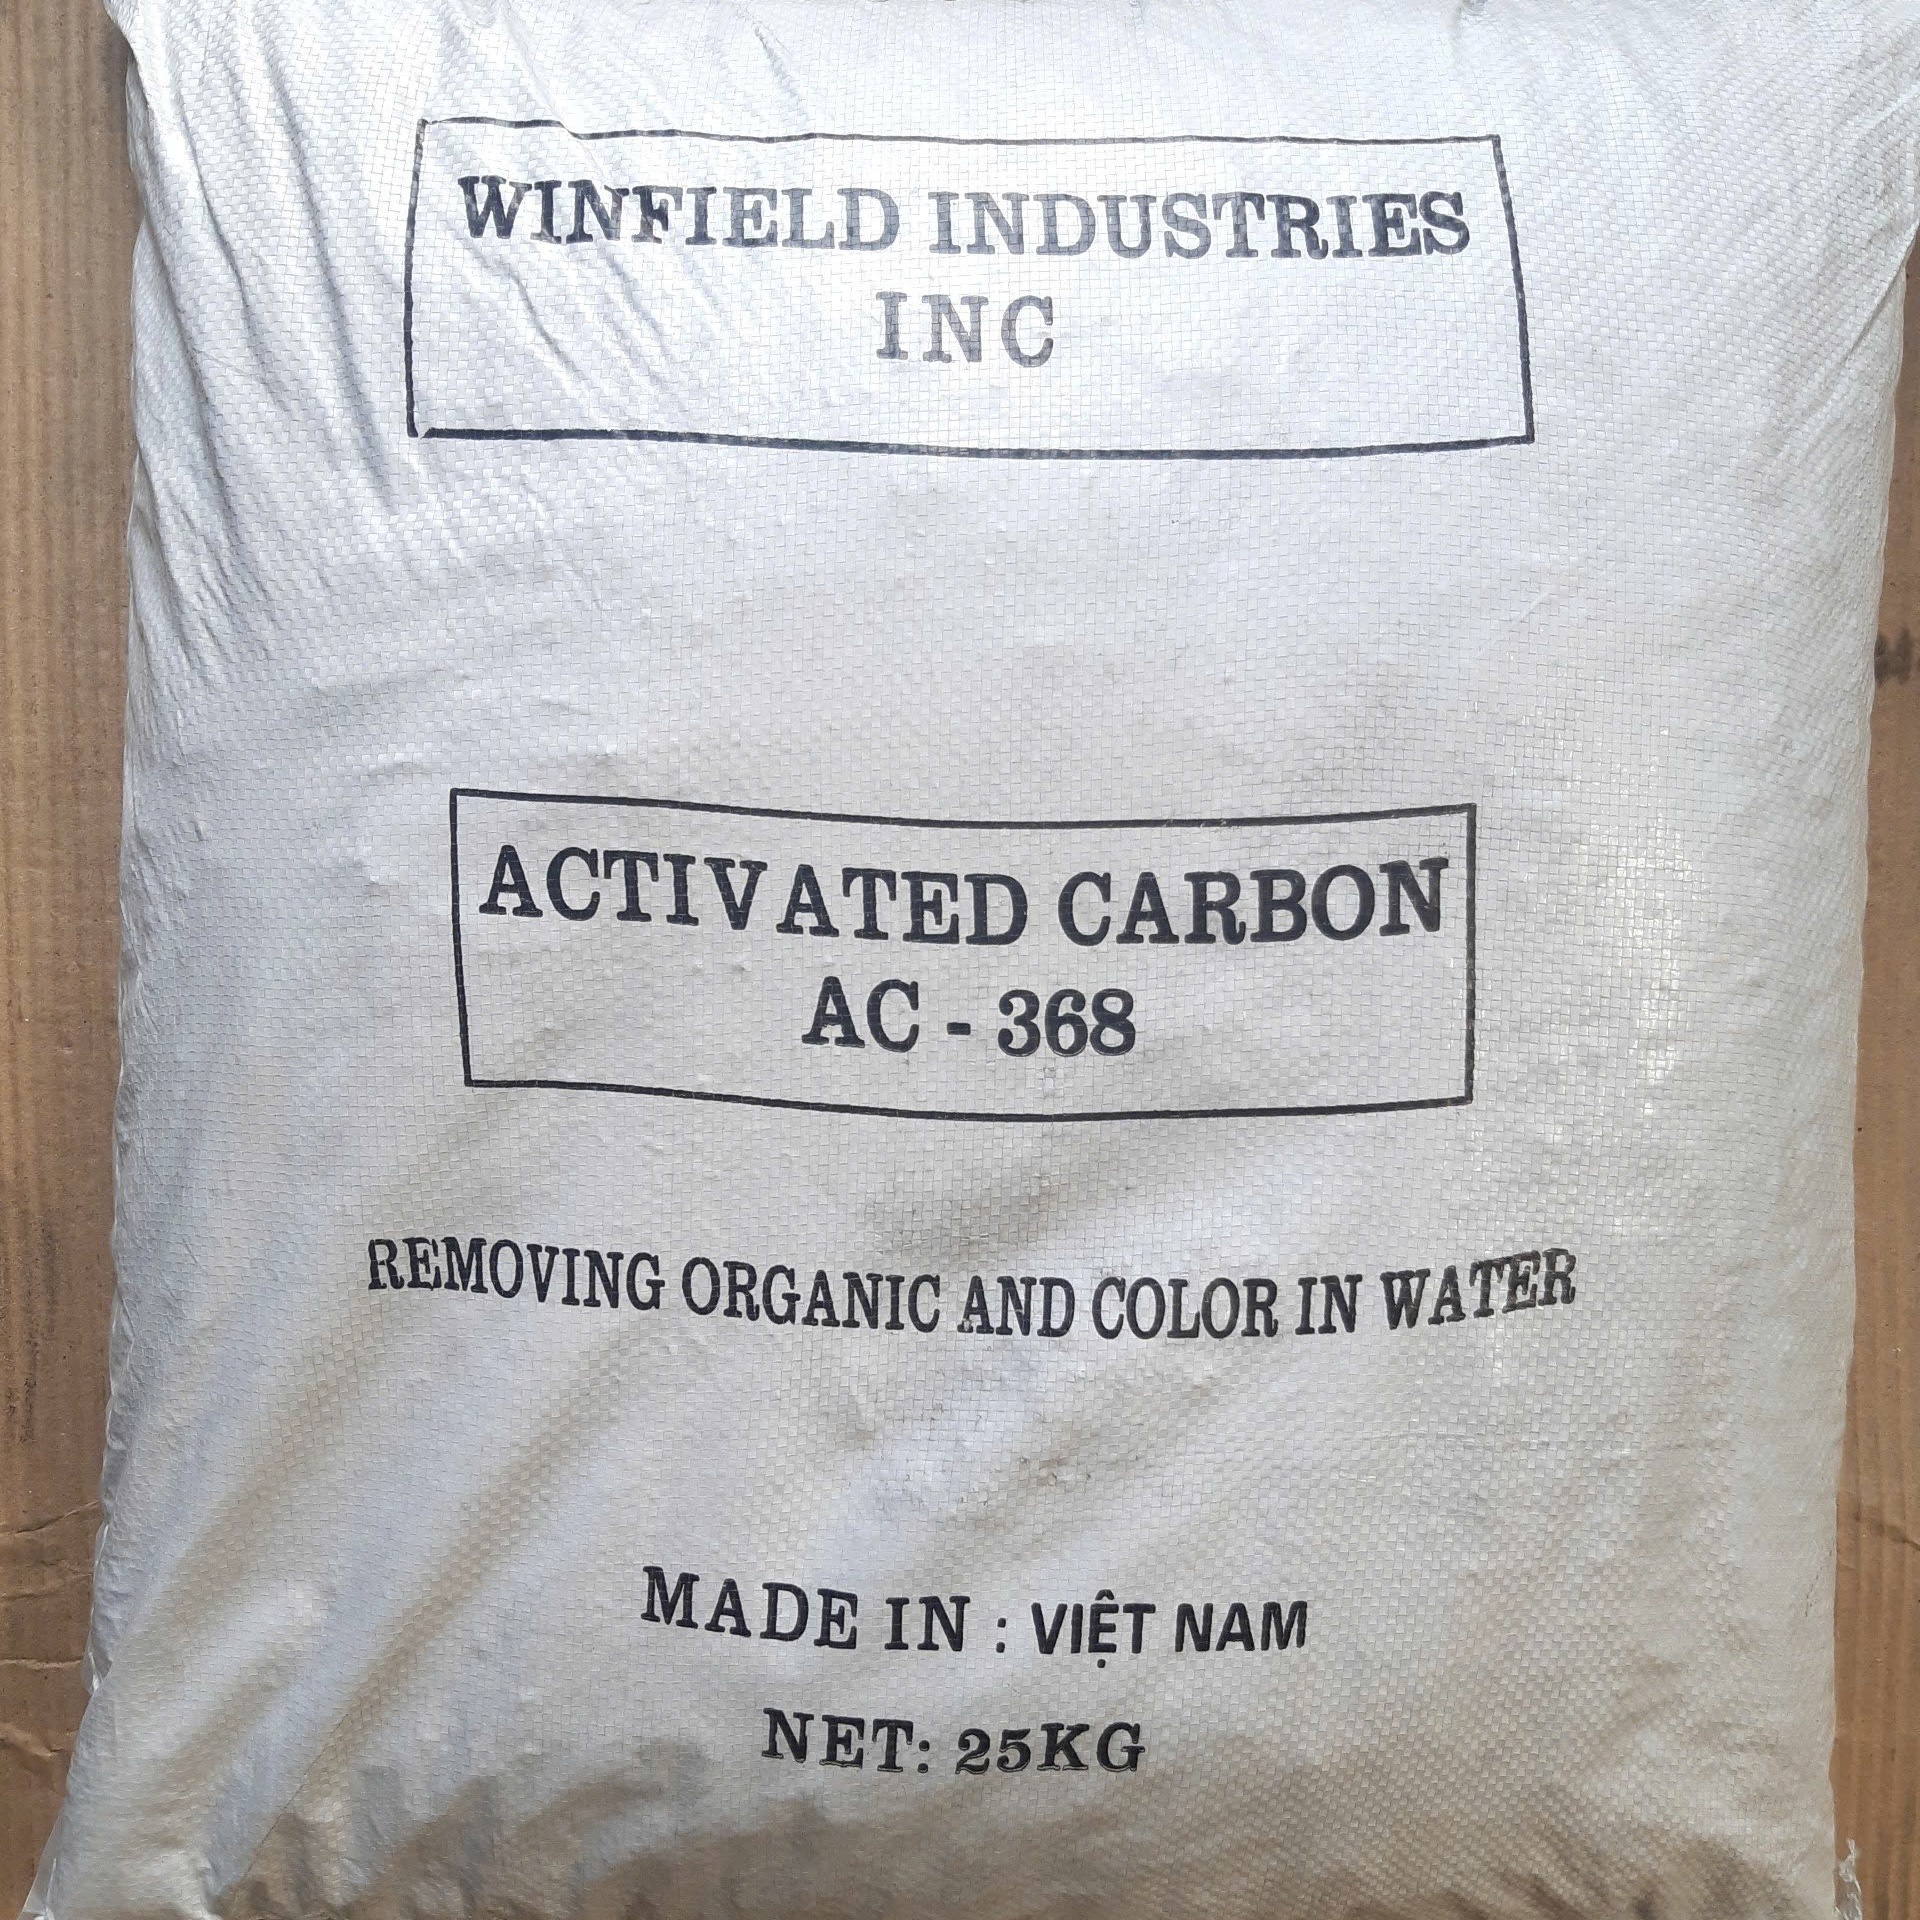 WINFIELD INDUSTRIES
INC
ACTIVATED CARBON
AC - 368
REMOVING ORGANIC AND COLOR IN WATER
MADE IN : VIỆT NAM
NET: 25KG